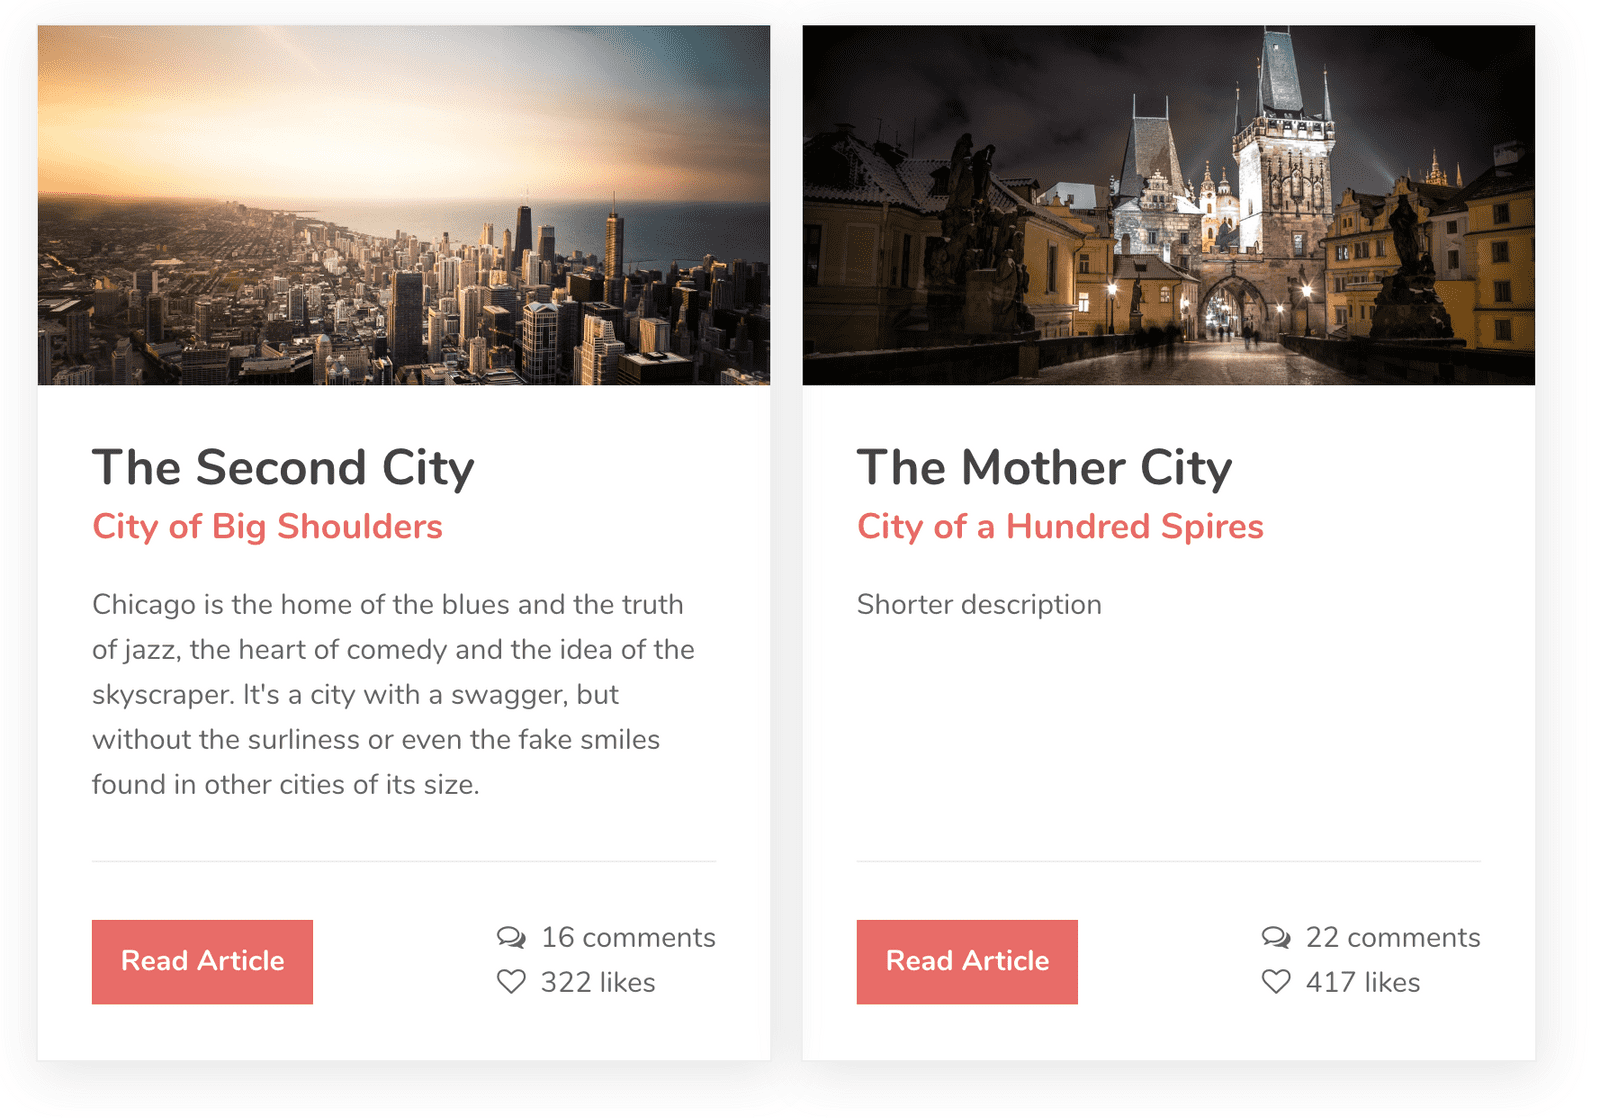 The Second City
City of Big Shoulders
Chicago is the home of the blues and the truth
of jazz, the heart of comedy and the idea of the
skyscraper. It's a city with a swagger, but
without the surliness or even the fake smiles
found in other cities of its size.
Read Article
16 comments
322 likes
The Mother City
City of a Hundred Spires
Shorter description
Read Article
22 comments
417 likes